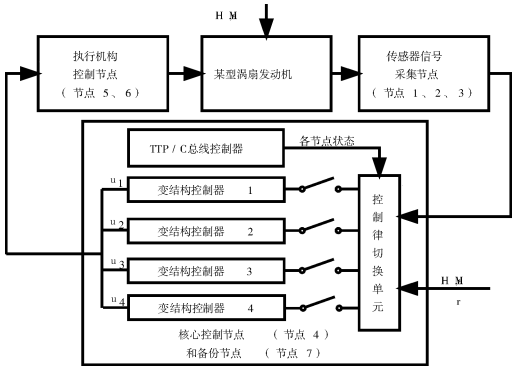 H，M
执行机构
控制节点
（ 节点 5 、6 ）
某型涡扇发动机
传感器信号
采集节点
（ 节点 1 、2 、3 ）
TTP / C总线控制器
各节点状态
u1
变结构控制器 1
u2
变结构控制器 2
u3
变结构控制器 3
u4
变结构控制器 4
控制律切换单元
H，M，
r
核心控制节点 （ 节点 4 ）
和备份节点 （ 节点 7 ）